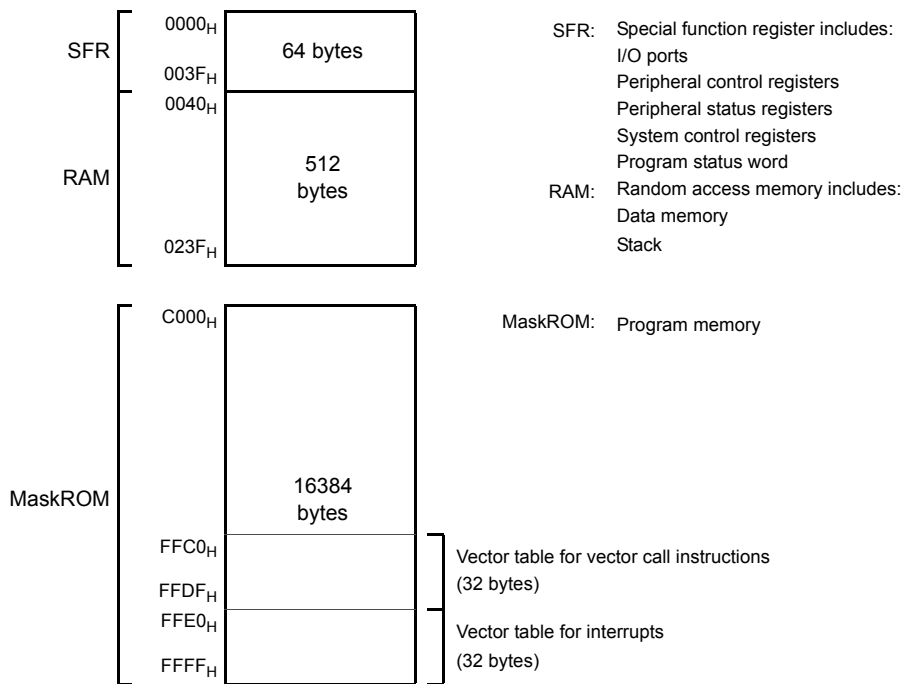 SFR
0000H
003FH
64 bytes
RAM
0040H
023FH
512
bytes
MaskROM
C000H
16384
bytes
FFC0H
FFDFH
FFE0H
FFFFH
Vector table for vector call instructions
(32 bytes)
Vector table for interrupts
(32 bytes)
SFR: Special function register includes:
I/O ports
Peripheral control registers
Peripheral status registers
System control registers
Program status word
RAM: Random access memory includes:
Data memory
Stack
MaskROM: Program memory